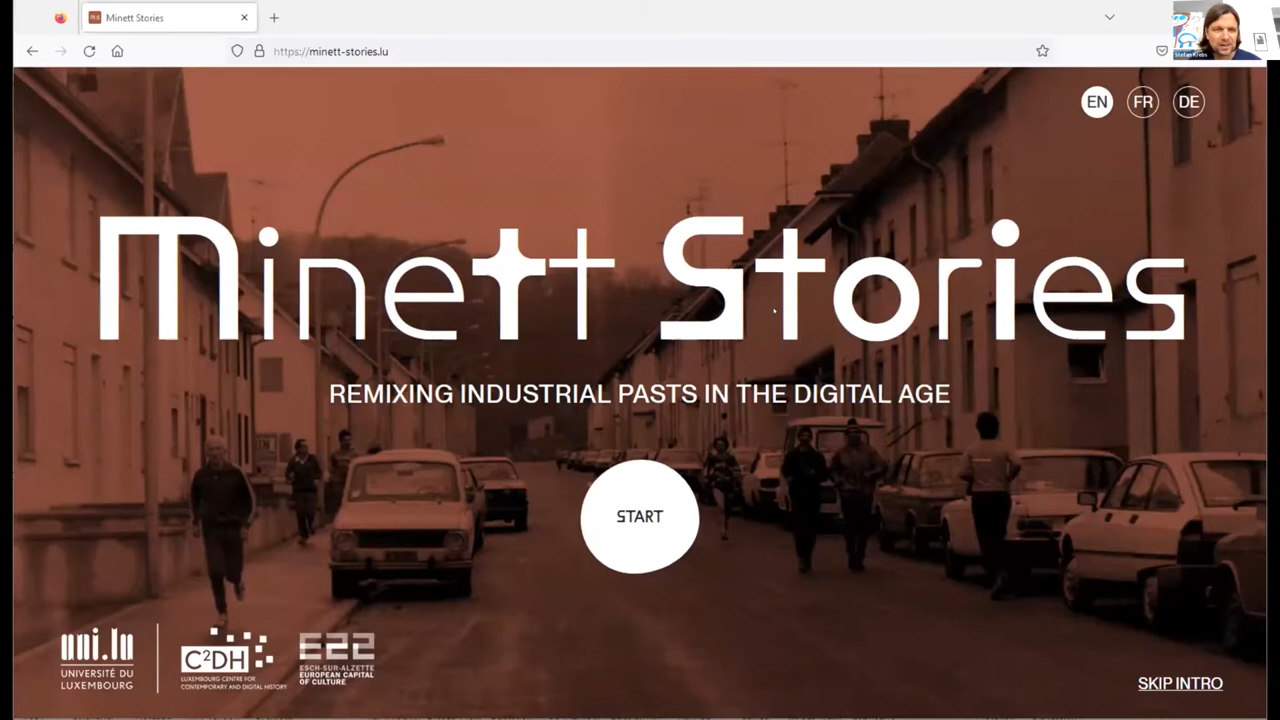 Minett Stories
https://minett-stories.lu
Stefan Krebs
EN FR DE
Minett Stories
REMIXING INDUSTRIAL PASTS IN THE DIGITAL AGE
START
uni.lu
UNIVERSITÉ DU
LUXEMBOURG
C²DH
LUXEMBOURG CENTRE FOR
CONTEMPORARY AND DIGITAL HISTORY
E22
ESCH-SUR-ALZETTE
EUROPEAN CAPITAL
OF CULTURE
SKIP INTRO